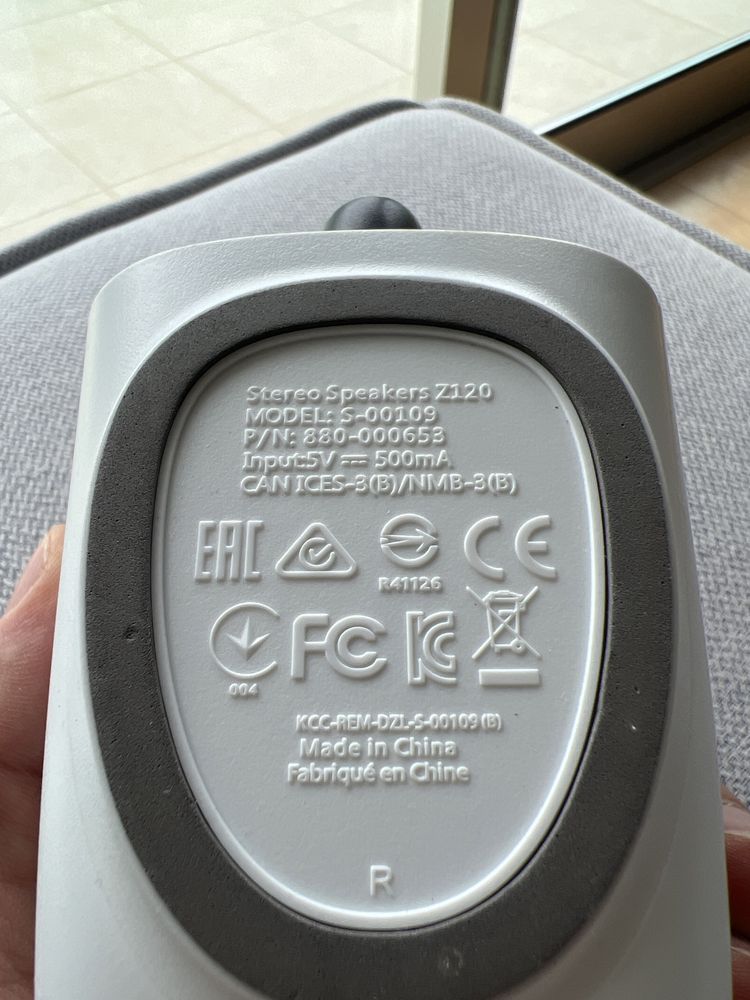 Stereo Speakers Z120
MODEL: S-00109
P/N: 880-000653
Input:5V ⎓ 500mA
CAN ICES-3(B)/NMB-3(B)
EAC
CE
R41126
FC
004
KCC-REM-DZL-S-00109 (B)
Made in China
Fabriqué en Chine
R